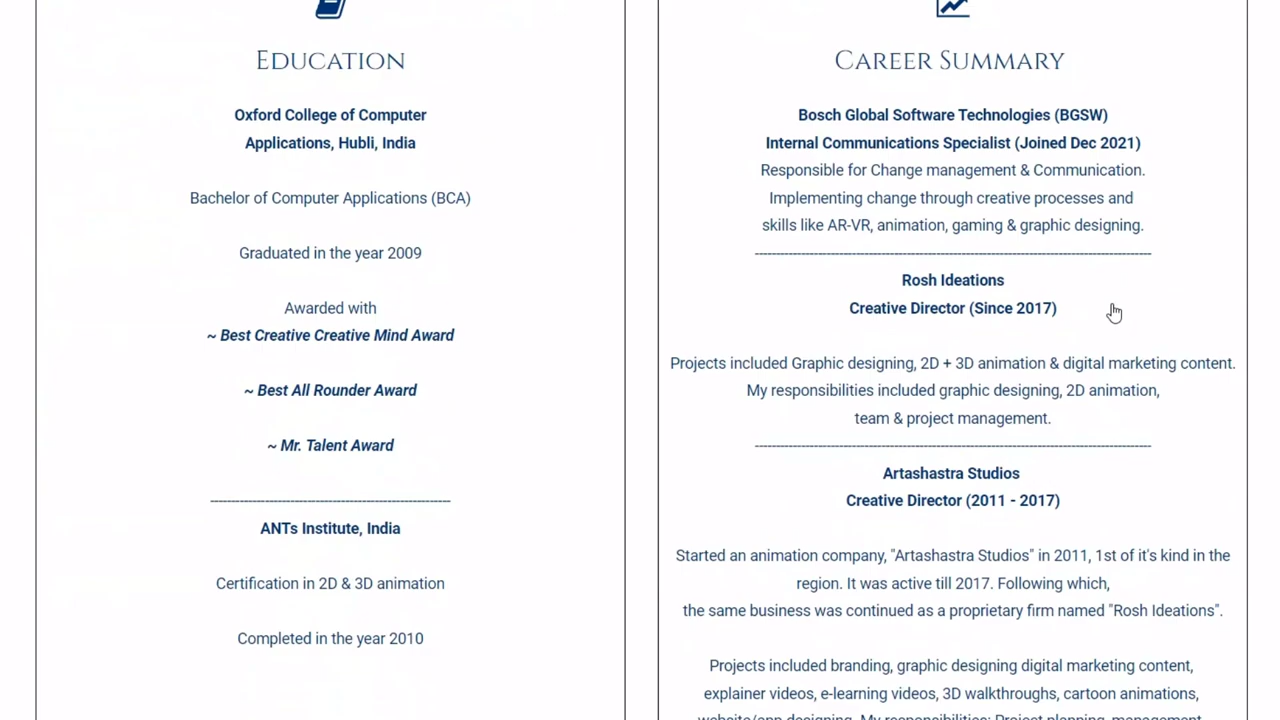 EDUCATION
Oxford College of Computer
Applications, Hubli, India
Bachelor of Computer Applications (BCA)
Graduated in the year 2009
Awarded with
~ Best Creative Creative Mind Award
~ Best All Rounder Award
~ Mr. Talent Award
ANTs Institute, India
Certification in 2D & 3D animation
Completed in the year 2010
CAREER SUMMARY
Bosch Global Software Technologies (BGSW)
Internal Communications Specialist (Joined Dec 2021)
Responsible for Change management & Communication.
Implementing change through creative processes and
skills like AR-VR, animation, gaming & graphic designing.
Rosh Ideations
Creative Director (Since 2017)
Projects included Graphic designing, 2D + 3D animation & digital marketing content.
My responsibilities included graphic designing, 2D animation,
team & project management.
Artashastra Studios
Creative Director (2011 - 2017)
Started an animation company, "Artashastra Studios" in 2011, 1st of it's kind in the
region. It was active till 2017. Following which,
the same business was continued as a proprietary firm named "Rosh Ideations".
Projects included branding, graphic designing digital marketing content,
explainer videos, e-learning videos, 3D walkthroughs, cartoon animations,
website/app designing. My responsibilities: Project planning, management